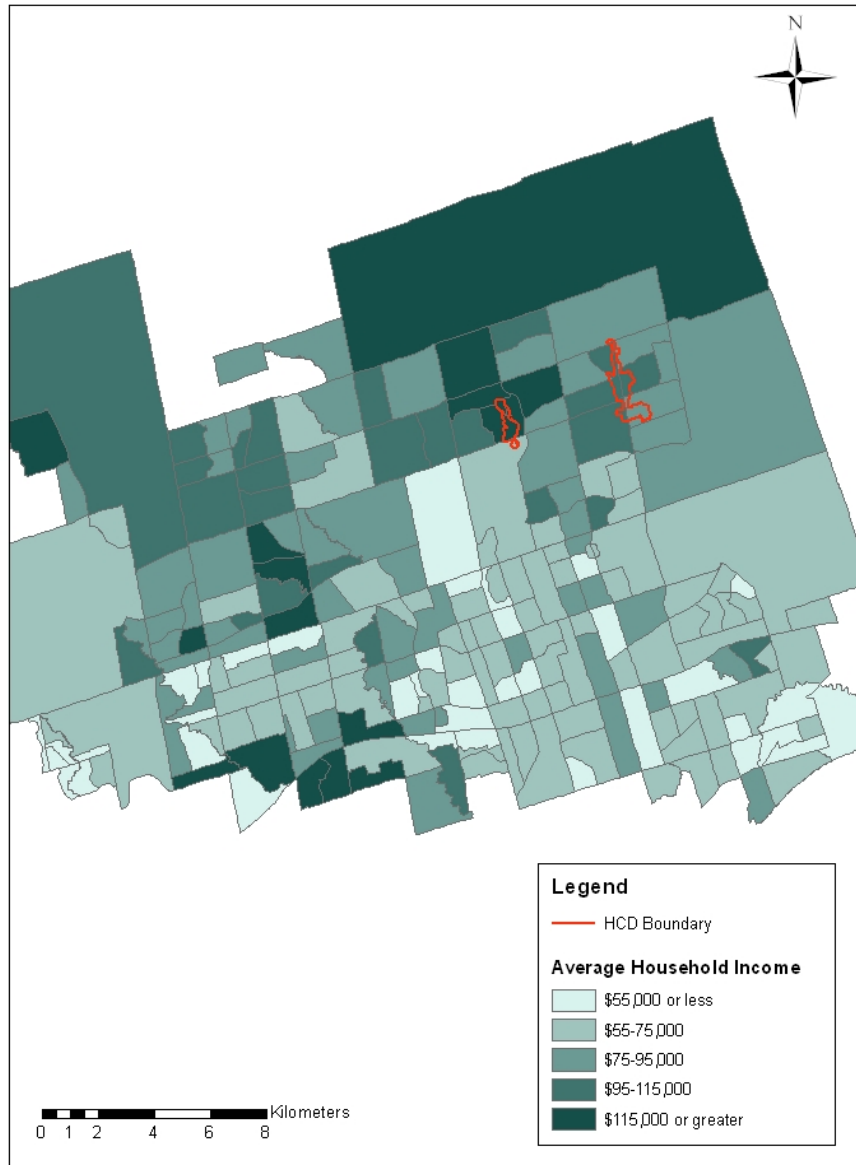 N
Legend
HCD Boundary
Average Household Income
$55,000 or less
$55-75,000
$75-95,000
$95-115,000
$115,000 or greater
Kilometers
0 1 2 4 6 8